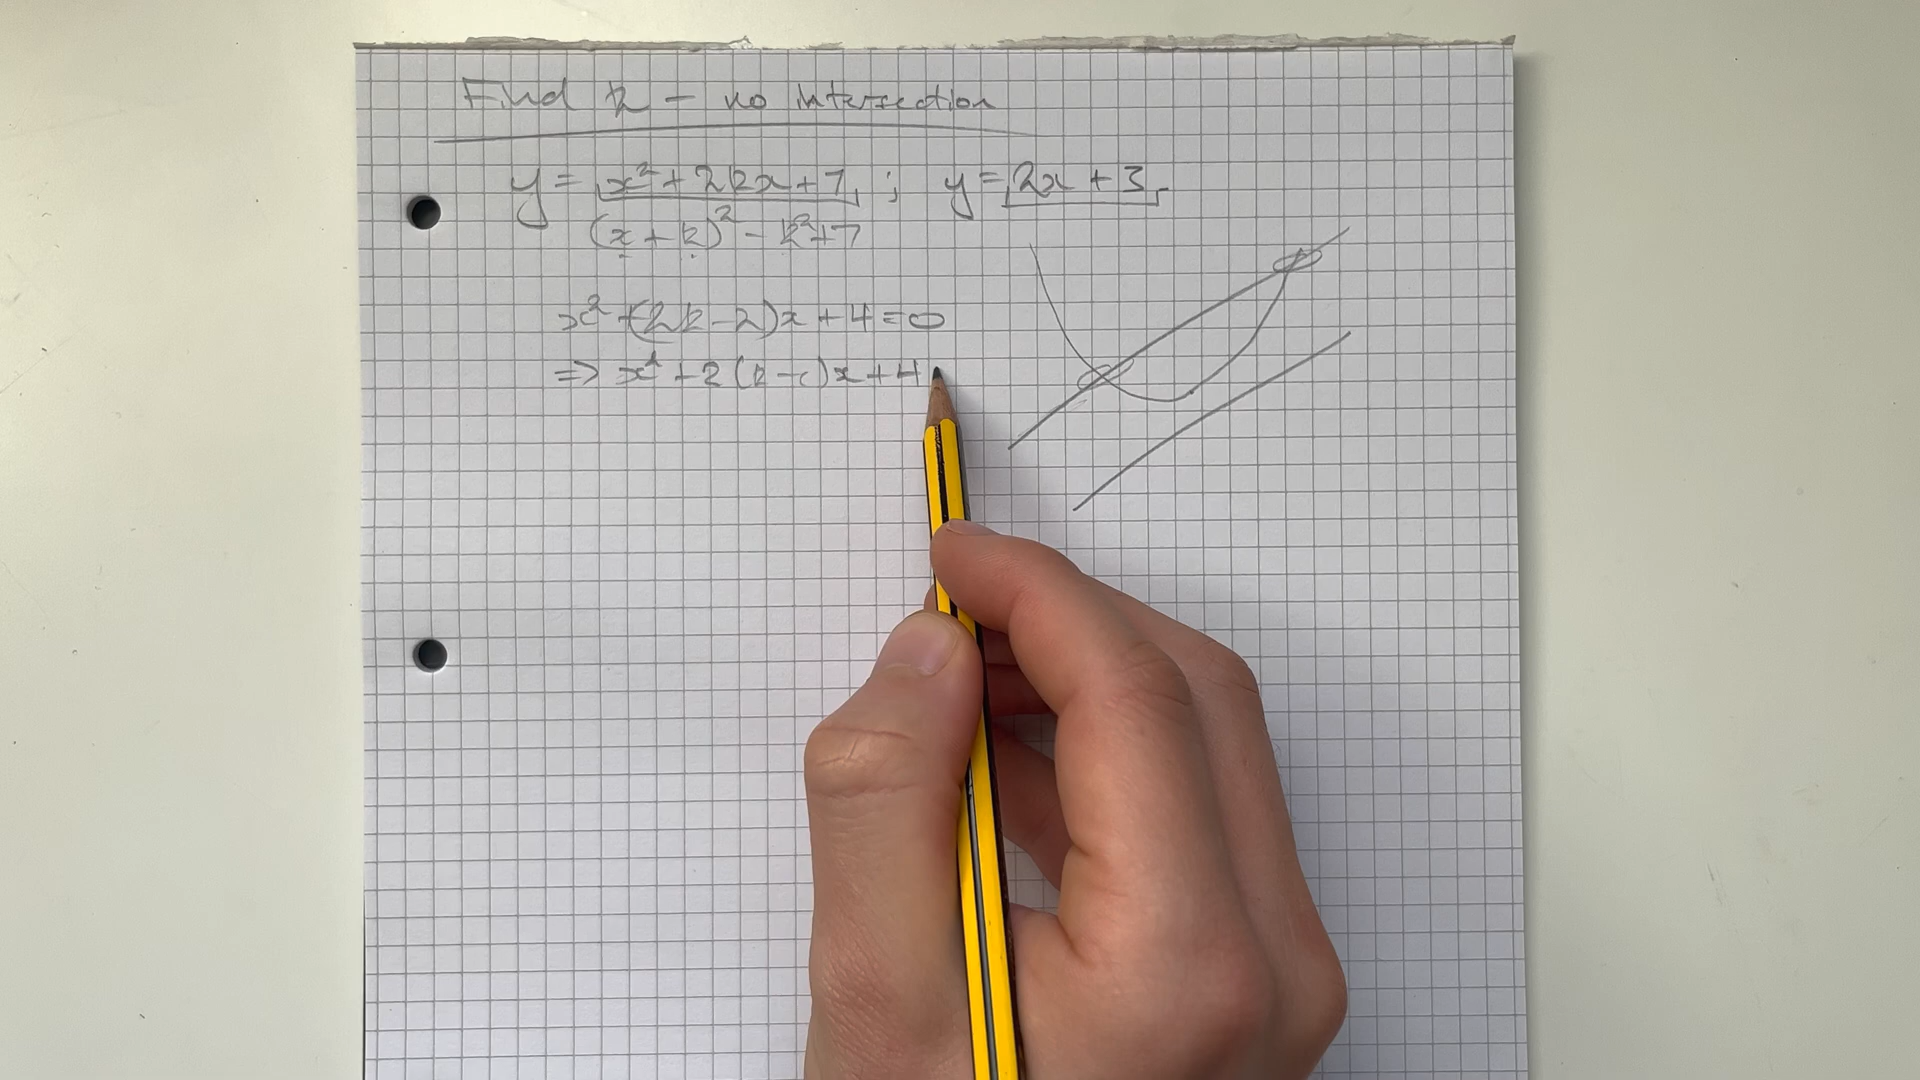 Find k - no intersection
y = x² + 2kx + 7 ; y = 2x + 3
(x + k)² - k² + 7
x² + (2k - 2)x + 4 = 0
=> x² + 2(k - 1)x + 4